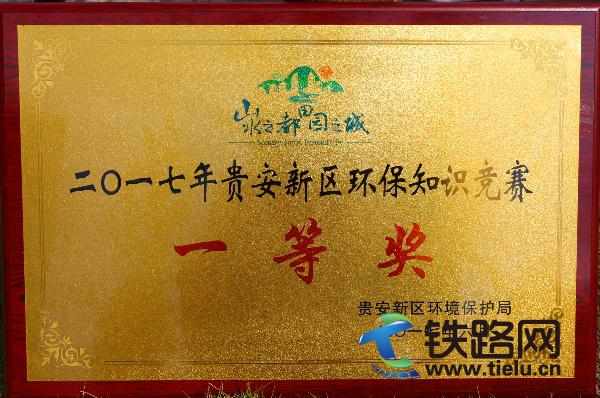 山水之都 田园之城
二〇一七年贵安新区环保知识竞赛
一等奖
贵安新区环境保护局
铁路网
www.tielu.cn